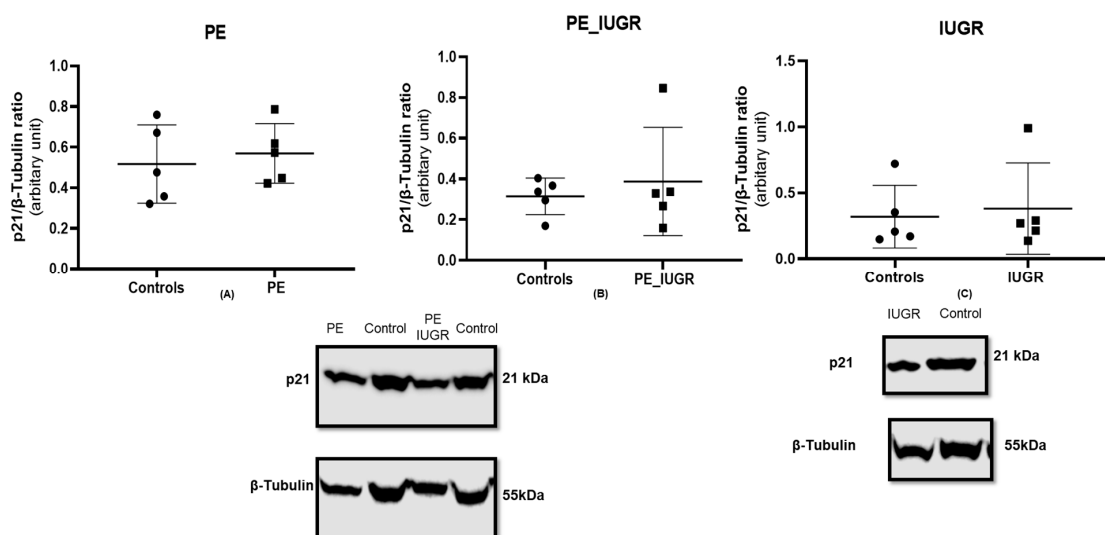 PE
p21/β-Tubulin ratio
(arbitary unit)
1.0
0.8
0.6
0.4
0.2
0.0
Controls
PE
(A)
PE_IUGR
p21/β-Tubulin ratio
(arbitary unit)
1.0
0.8
0.6
0.4
0.2
0.0
Controls
PE_IUGR
(B)
IUGR
p21/β-Tubulin ratio
(arbitary unit)
1.5
1.0
0.5
0.0
Controls
IUGR
(C)
PE
Control
PE
IUGR
Control
p21
21 kDa
β-Tubulin
55kDa
IUGR
Control
p21
21 kDa
β-Tubulin
55kDa